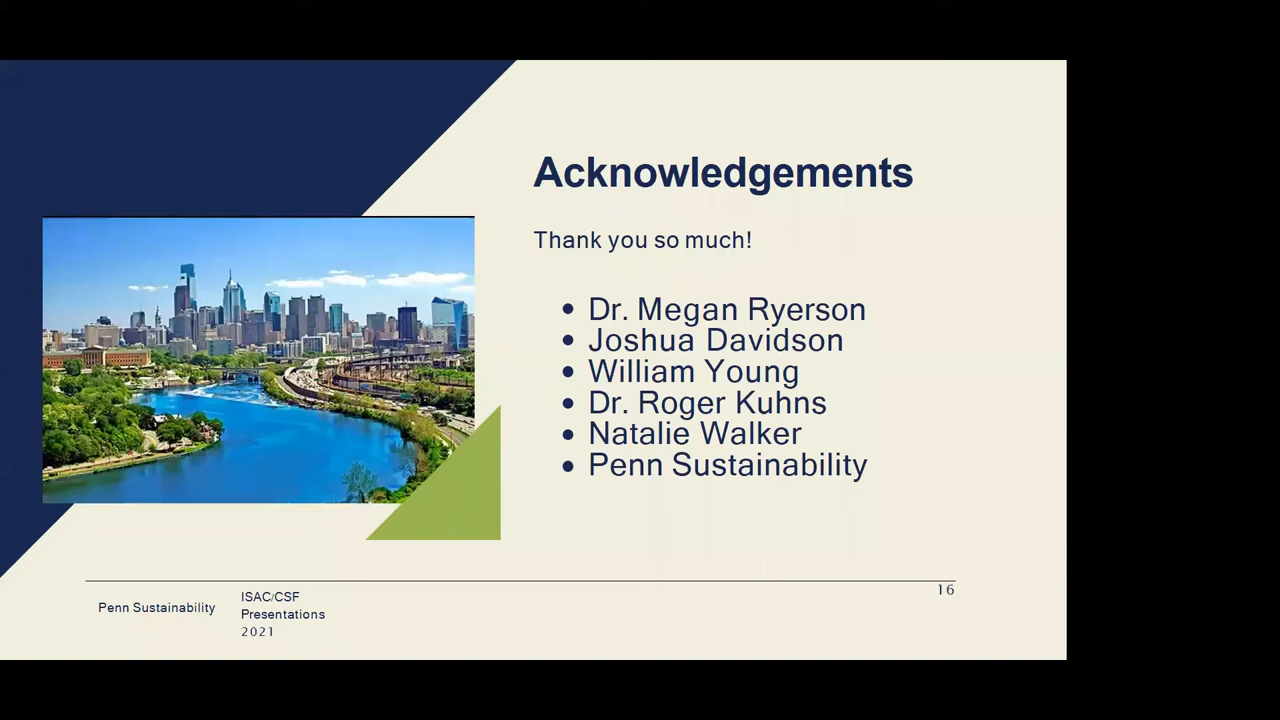 Acknowledgements
Thank you so much!
• Dr. Megan Ryerson
• Joshua Davidson
• William Young
• Dr. Roger Kuhns
• Natalie Walker
• Penn Sustainability
Penn Sustainability
ISAC/CSF
Presentations
2021
16